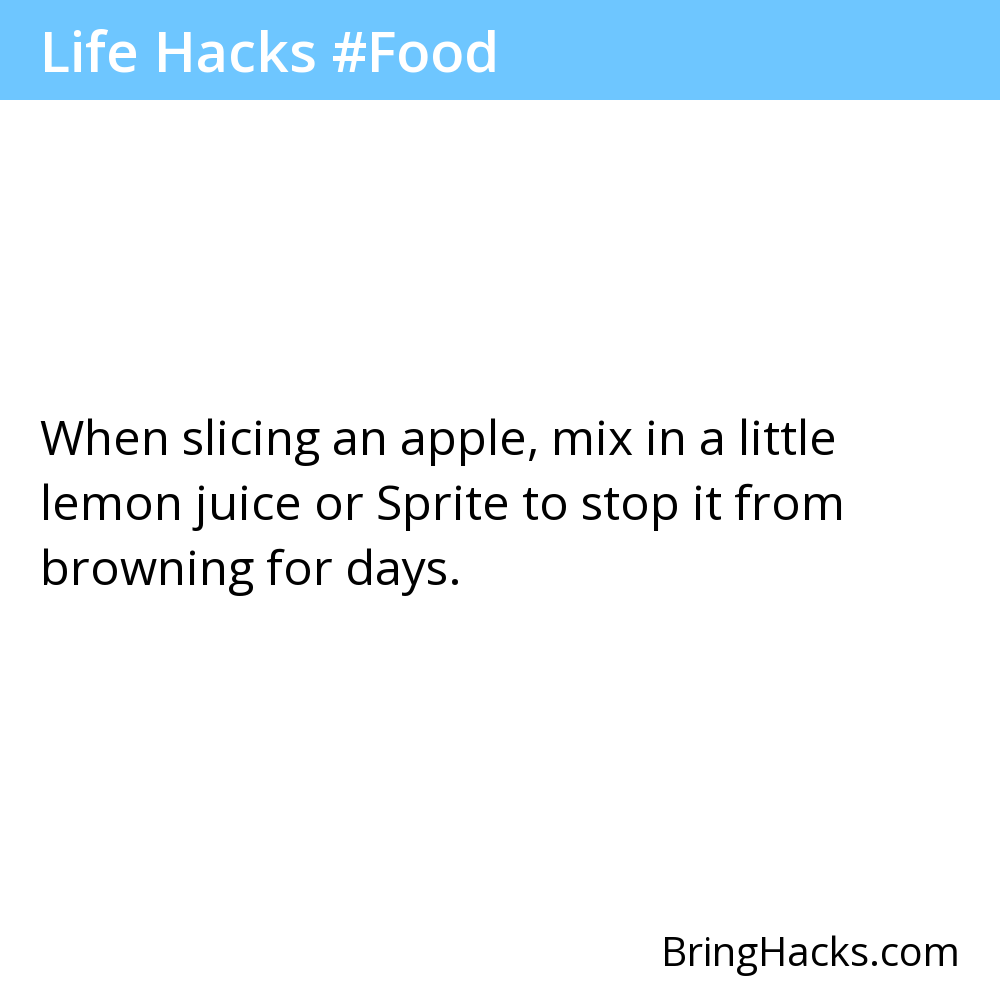 Life Hacks #Food
When slicing an apple, mix in a little
lemon juice or Sprite to stop it from
browning for days.
BringHacks.com